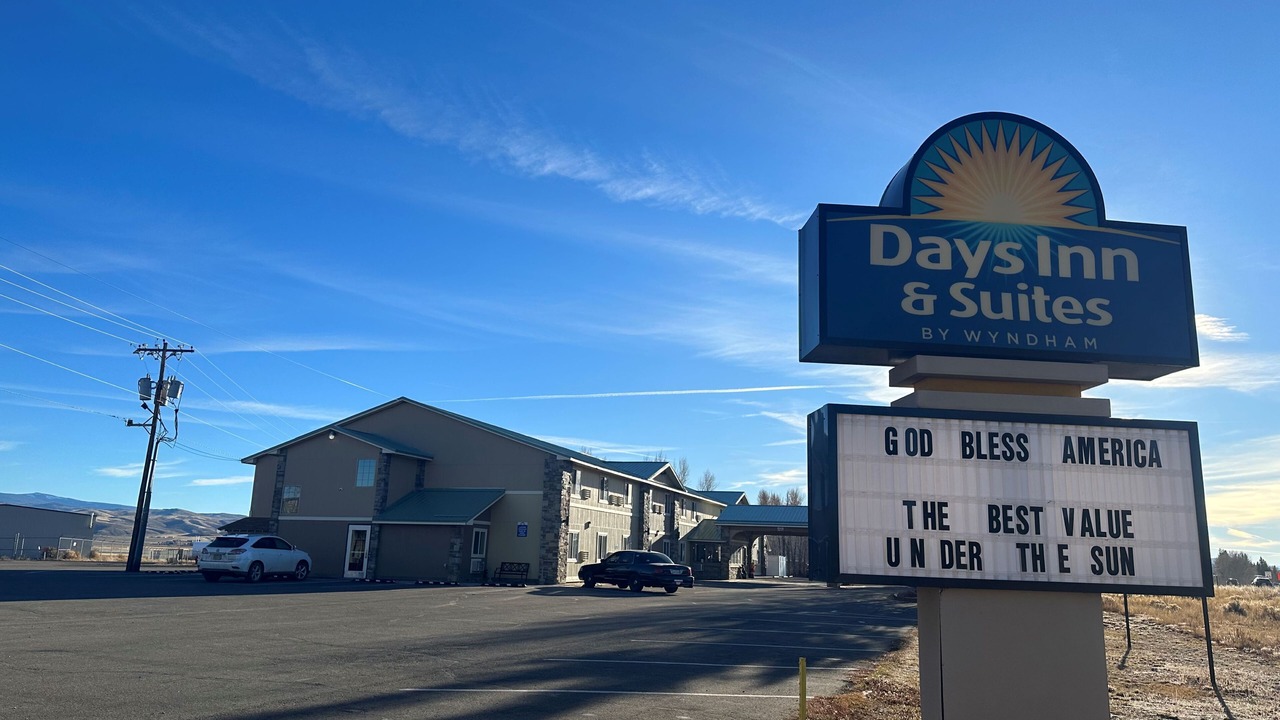 Days Inn
& Suites
BY WYNDHAM
GOD BLESS AMERICA
THE BEST VALUE
UNDER THE SUN